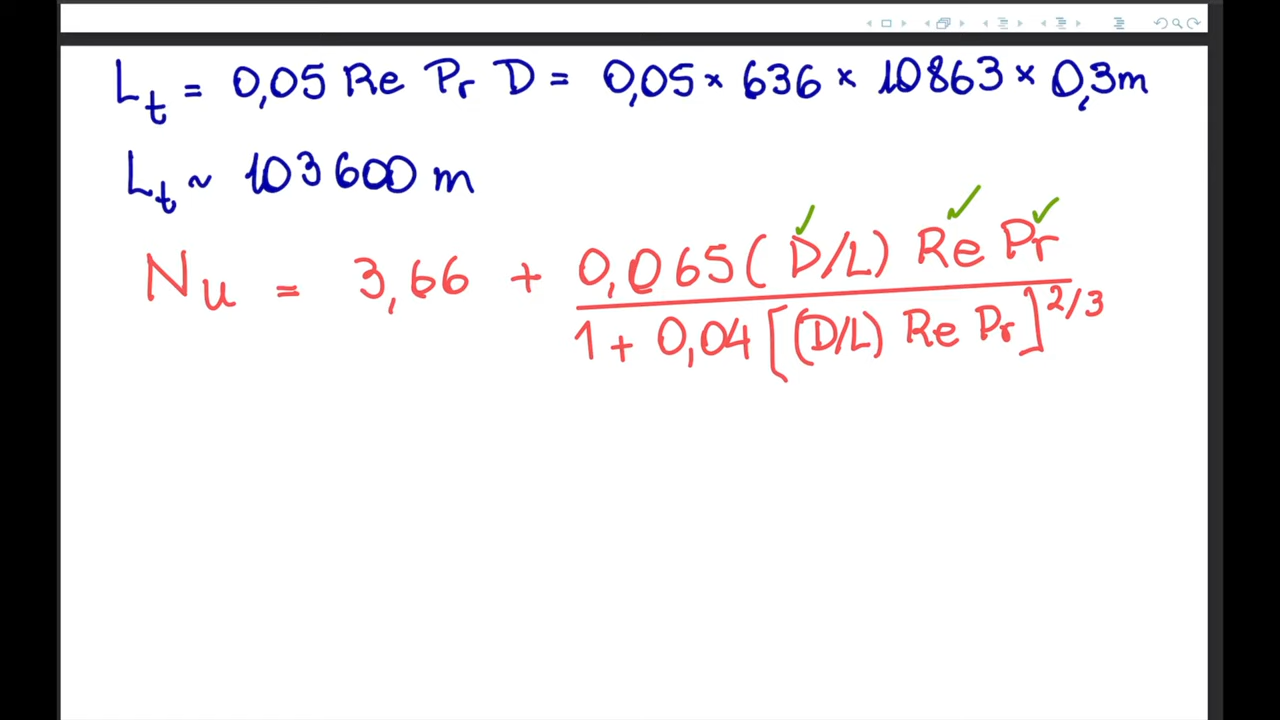 Lt = 0,05 Re Pr D = 0,05 × 636 × 10863 × 0,3m
Lt ~ 103600 m
Nu = 3,66 + 0,065 (D/L) Re Pr
1 + 0,04 [(D/L) Re Pr]^2/3